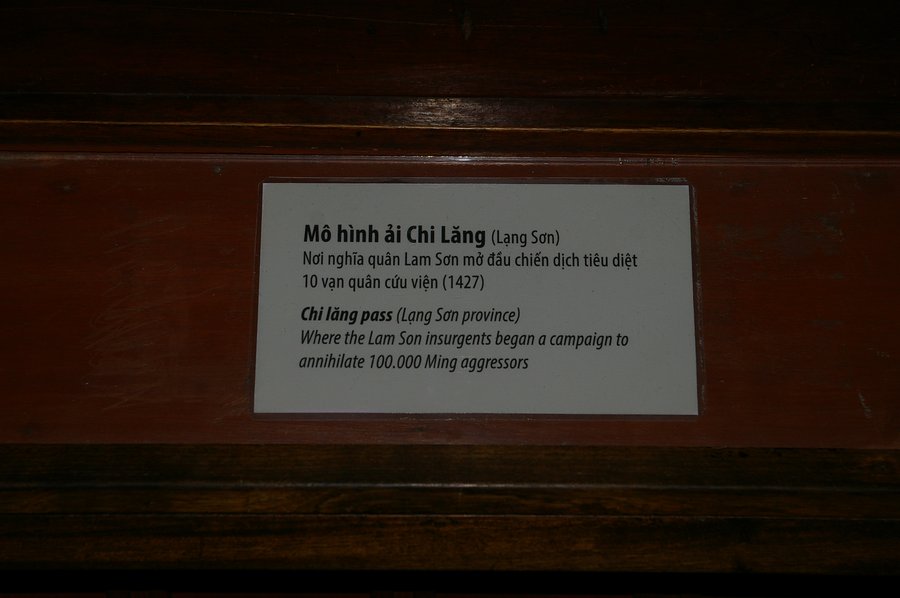 Mô hình ải Chi Lăng (Lạng Sơn)
Nơi nghĩa quân Lam Sơn mở đầu chiến dịch tiêu diệt
10 vạn quân cứu viện (1427)
Chi lăng pass (Lạng Sơn province)
Where the Lam Son insurgents began a campaign to
annihilate 100.000 Ming aggressors